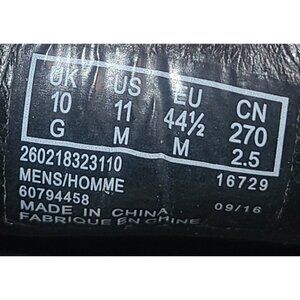 UK US EU CN
10 11 44½ 270
G M M 2.5
260218323110
MENS/HOMME 16729
60794458
MADE IN CHINA 09/16
FABRIQUE EN CHINE